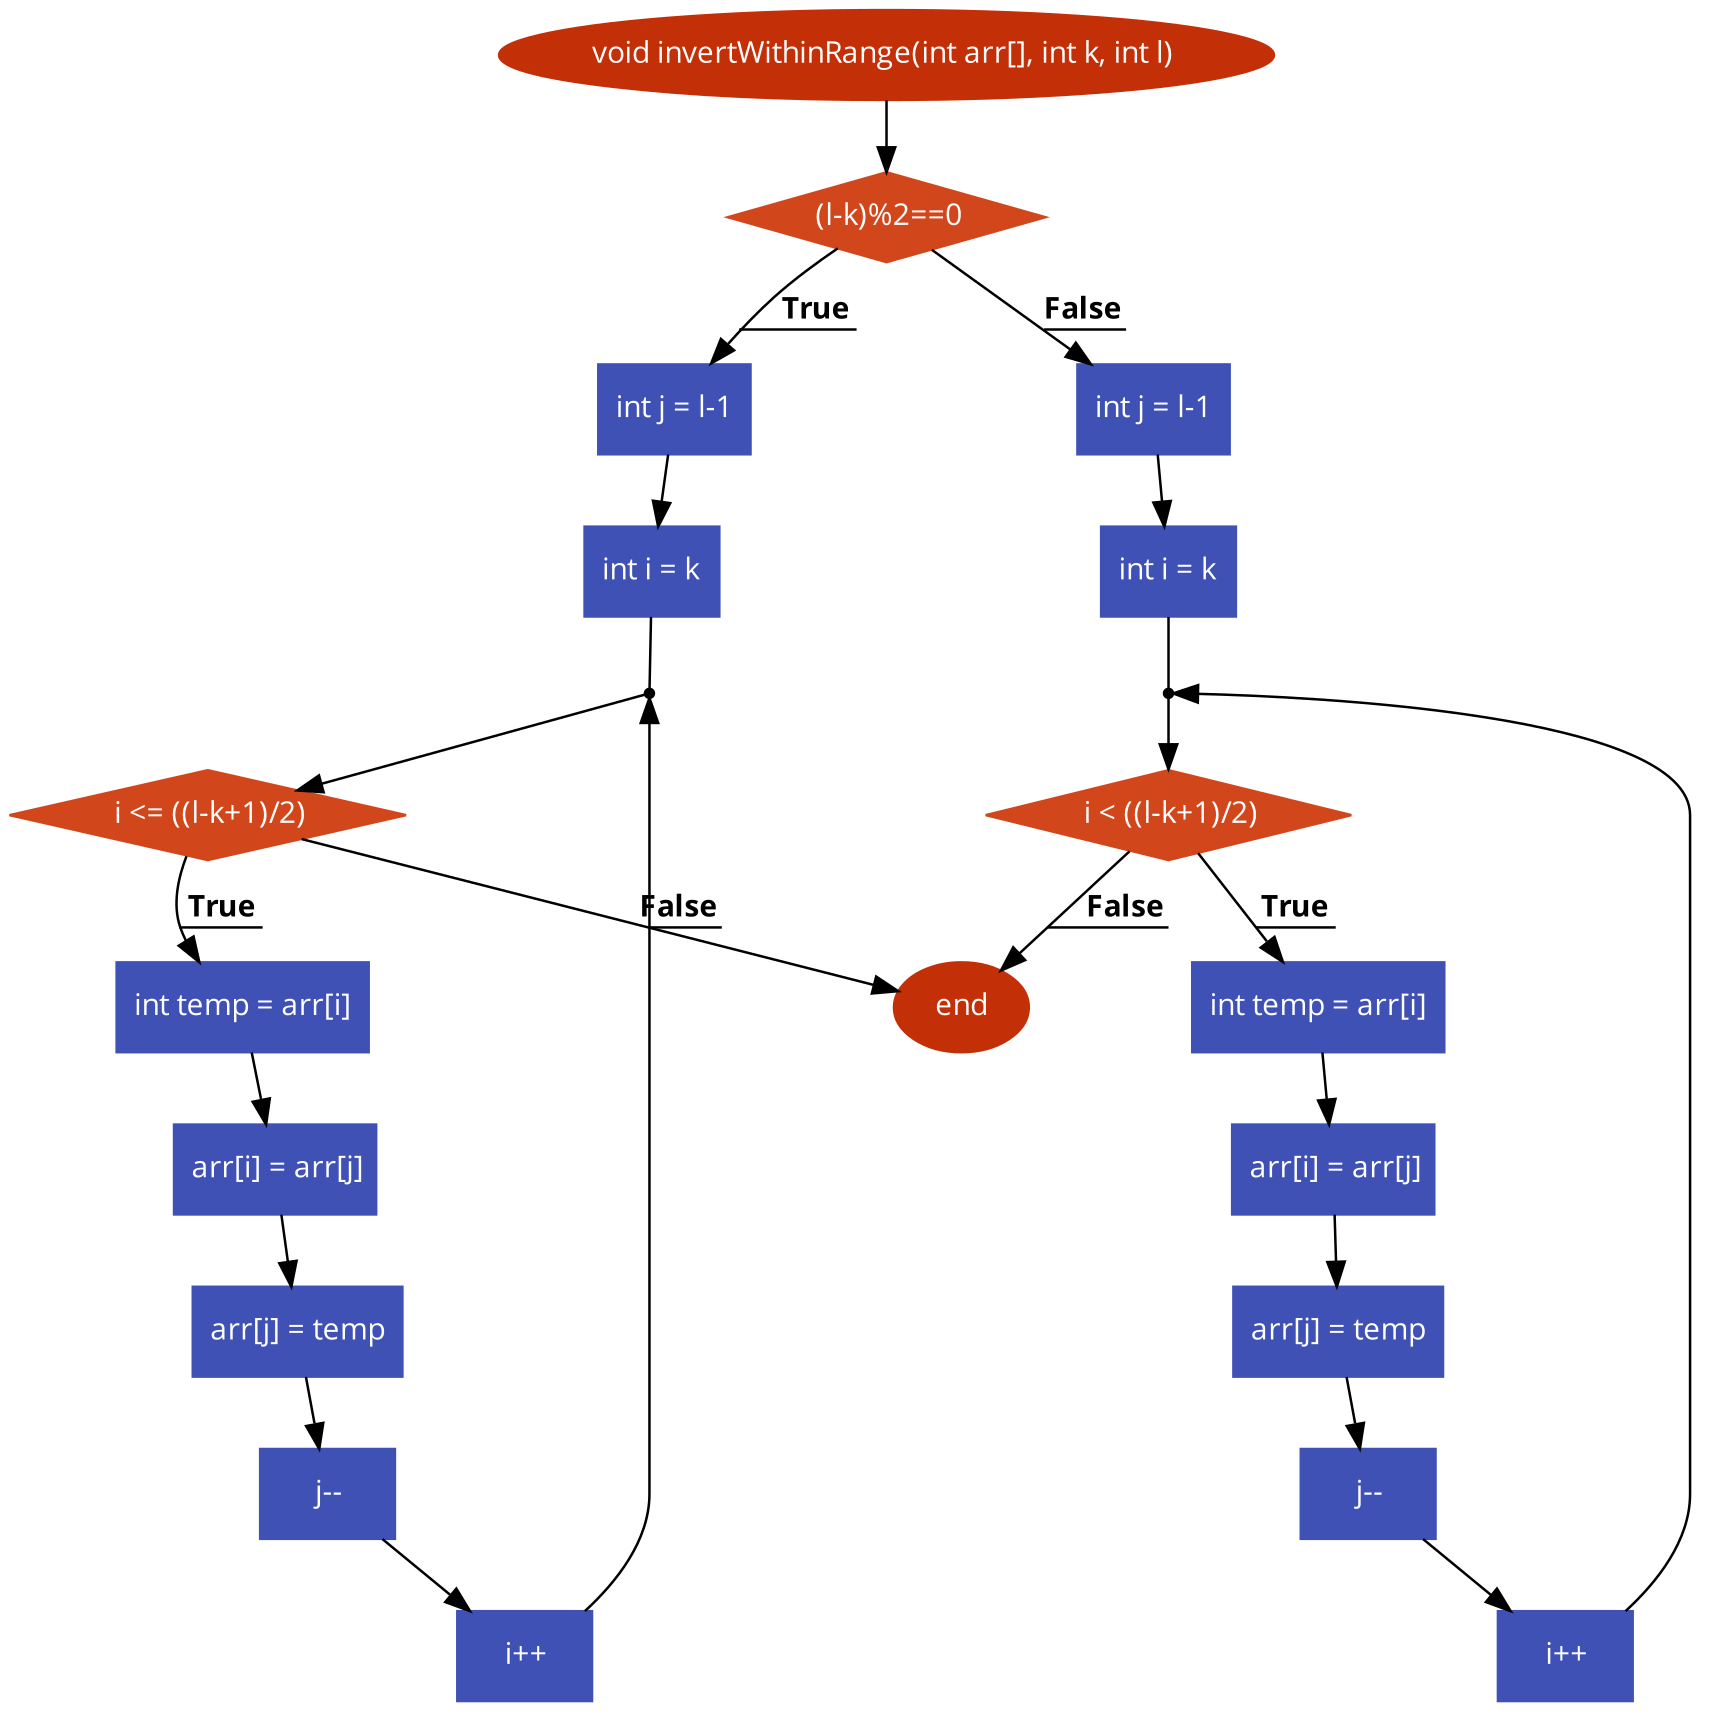 void invertWithinRange(int arr[], int k, int l)
(l-k)%2==0
True
False
int j = l-1
int j = l-1
int i = k
int i = k
i <= ((l-k+1)/2)
i < ((l-k+1)/2)
True
False
False
True
int temp = arr[i]
end
int temp = arr[i]
arr[i] = arr[j]
arr[i] = arr[j]
arr[j] = temp
arr[j] = temp
j--
j--
i++
i++